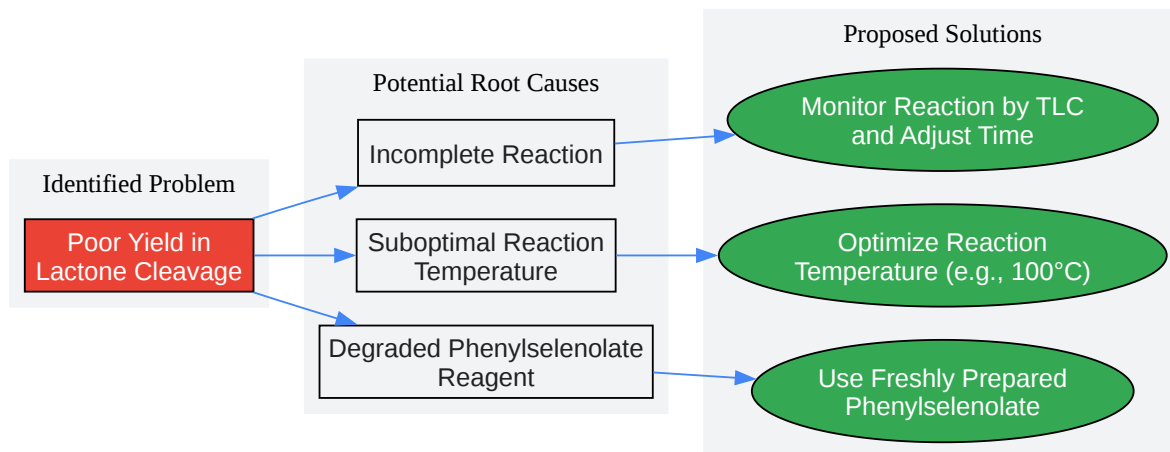 Identified Problem
Poor Yield in
Lactone Cleavage
Potential Root Causes
Incomplete Reaction
Suboptimal Reaction
Temperature
Degraded Phenylselenolate
Reagent
Proposed Solutions
Monitor Reaction by TLC
and Adjust Time
Optimize Reaction
Temperature (e.g., 100°C)
Use Freshly Prepared
Phenylselenolate